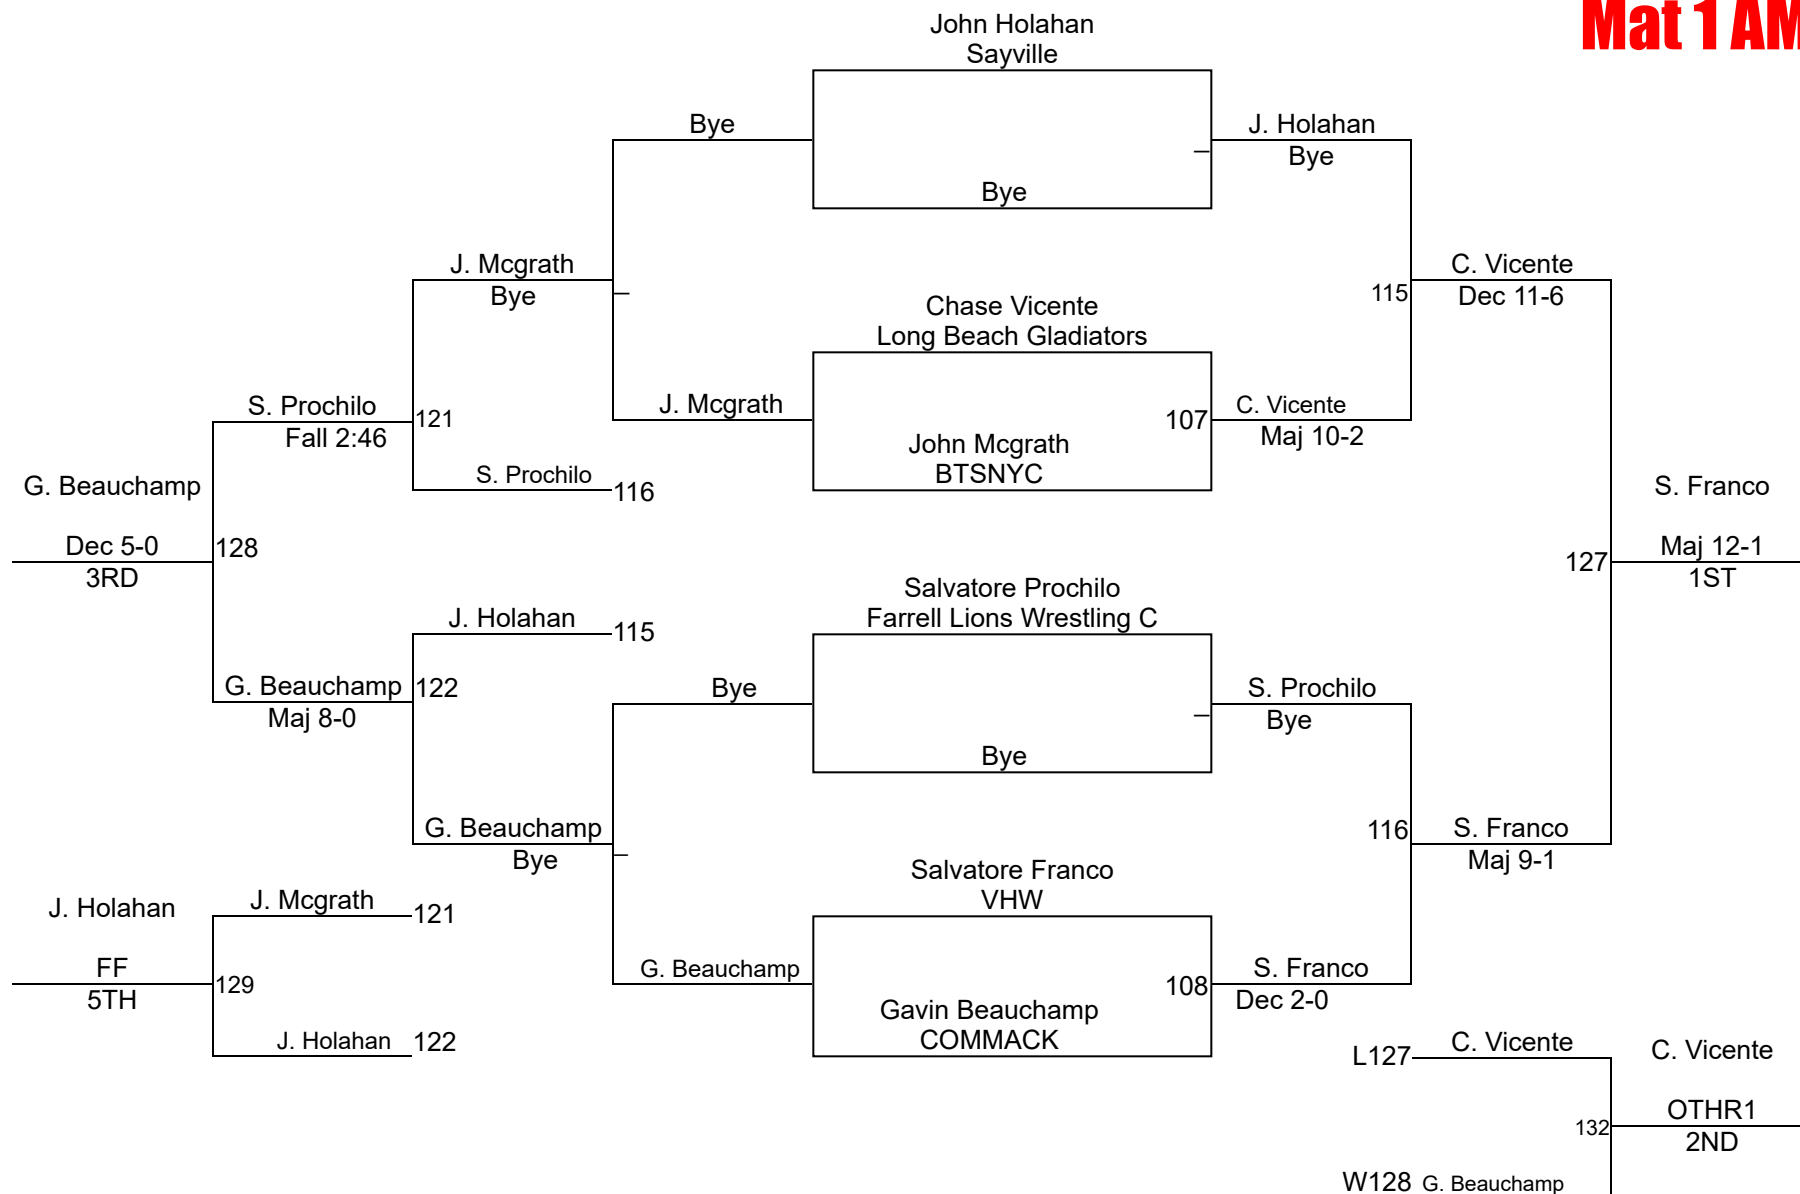 Mat 1 AM
John Holahan
Sayville
Bye
J. Holahan
Bye
Bye
J. Mcgrath
Bye
C. Vicente
Dec 11-6
115
Chase Vicente
Long Beach Gladiators
J. Mcgrath
107
C. Vicente
Maj 10-2
John Mcgrath
BTSNYC
S. Prochilo
Fall 2:46
121
S. Prochilo
116
G. Beauchamp
Dec 5-0
3RD
128
S. Franco
127
Maj 12-1
1ST
Salvatore Prochilo
Farrell Lions Wrestling C
J. Holahan
115
G. Beauchamp
122
Maj 8-0
Bye
S. Prochilo
Bye
Bye
G. Beauchamp
Bye
116
S. Franco
Maj 9-1
Salvatore Franco
VHW
J. Holahan
J. Mcgrath
121
FF
5TH
129
G. Beauchamp
108
S. Franco
Dec 2-0
Gavin Beauchamp
COMMACK
J. Holahan
122
L127
C. Vicente
C. Vicente
132
OTHR1
2ND
W128
G. Beauchamp